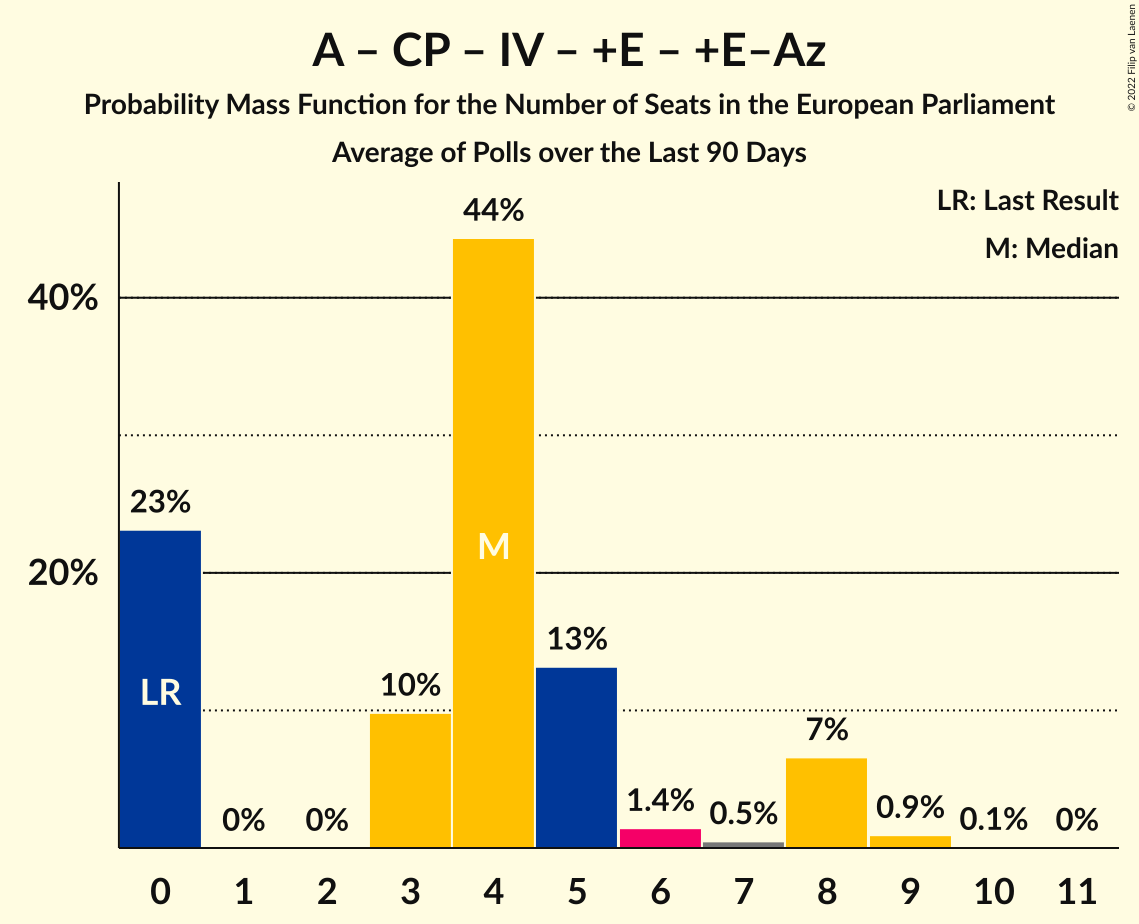 A – CP – IV – +E – +E–Az
Probability Mass Function for the Number of Seats in the European Parliament
Average of Polls over the Last 90 Days
© 2022 Filip van Laenen
LR: Last Result
M: Median
40%
20%
23%
0%
0%
10%
44%
13%
1.4%
0.5%
7%
0.9%
0.1%
0%
LR
M
0 1 2 3 4 5 6 7 8 9 10 11